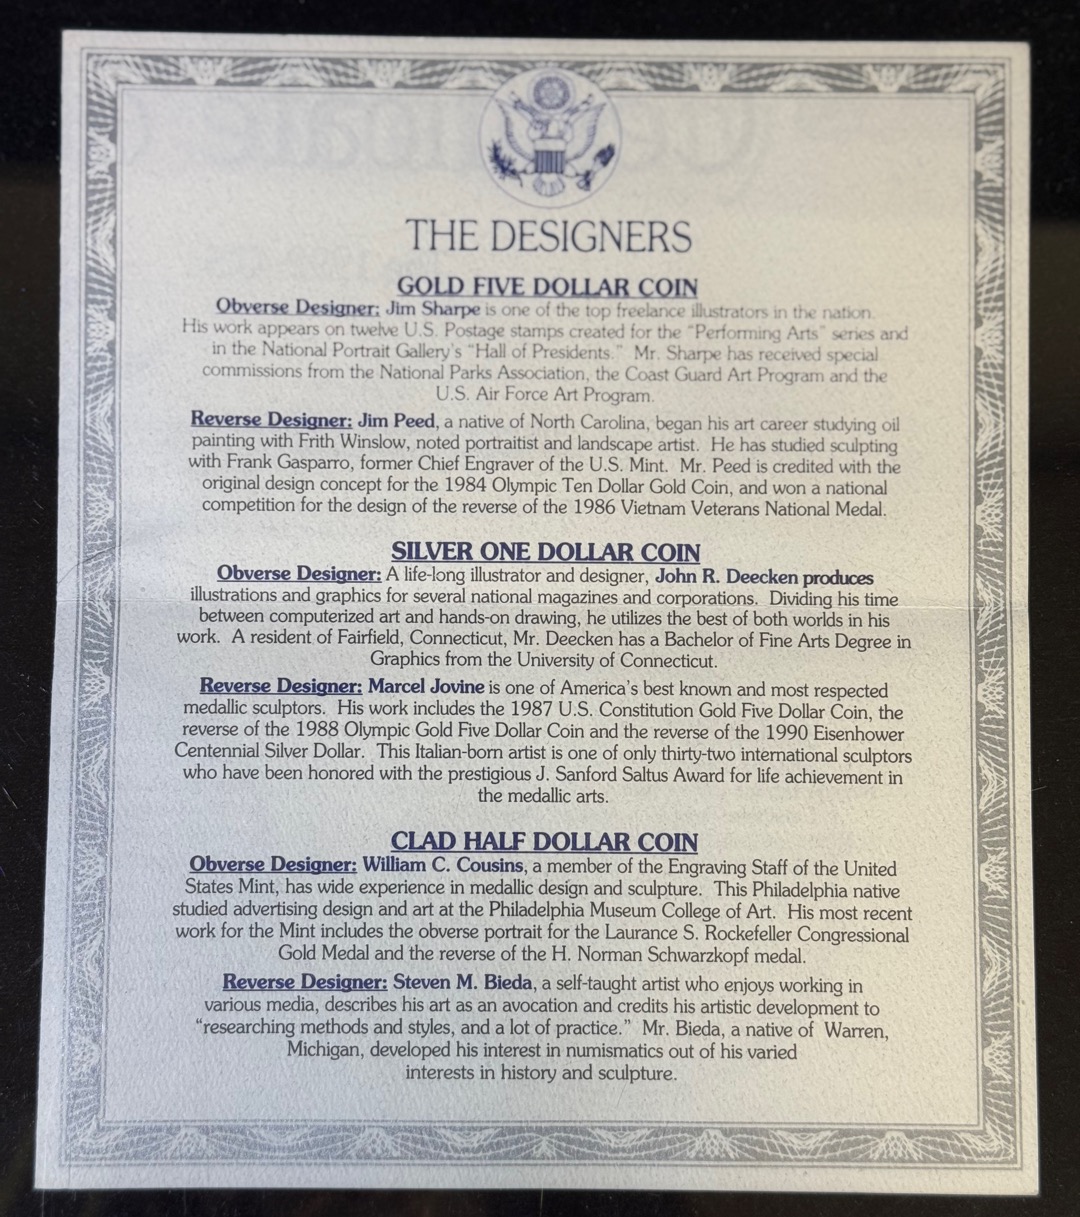 THE DESIGNERS
GOLD FIVE DOLLAR COIN
Obverse Designer: Jim Sharpe is one of the top freelance illustrators in the nation.
His work appears on twelve U.S. Postage stamps created for the "Performing Arts" series and
in the National Portrait Gallery's "Hall of Presidents." Mr. Sharpe has received special
commissions from the National Parks Association, the Coast Guard Art Program and the
U.S. Air Force Art Program.
Reverse Designer: Jim Peed, a native of North Carolina, began his art career studying oil
painting with Frith Winslow, noted portraitist and landscape artist. He has studied sculpting
with Frank Gasparro, former Chief Engraver of the U.S. Mint. Mr. Peed is credited with the
original design concept for the 1984 Olympic Ten Dollar Gold Coin, and won a national
competition for the design of the reverse of the 1986 Vietnam Veterans National Medal.
SILVER ONE DOLLAR COIN
Obverse Designer: A life-long illustrator and designer, John R. Deecken produces
illustrations and graphics for several national magazines and corporations. Dividing his time
between computerized art and hands-on drawing, he utilizes the best of both worlds in his
work. A resident of Fairfield, Connecticut, Mr. Deecken has a Bachelor of Fine Arts Degree in
Graphics from the University of Connecticut.
Reverse Designer: Marcel Jovine is one of America's best known and most respected
medallic sculptors. His work includes the 1987 U.S. Constitution Gold Five Dollar Coin, the
reverse of the 1988 Olympic Gold Five Dollar Coin and the reverse of the 1990 Eisenhower
Centennial Silver Dollar. This Italian-born artist is one of only thirty-two international sculptors
who have been honored with the prestigious J. Sanford Saltus Award for life achievement in
the medallic arts.
CLAD HALF DOLLAR COIN
Obverse Designer: William C. Cousins, a member of the Engraving Staff of the United
States Mint, has wide experience in medallic design and sculpture. This Philadelphia native
studied advertising design and art at the Philadelphia Museum College of Art. His most recent
work for the Mint includes the obverse portrait for the Laurance S. Rockefeller Congressional
Gold Medal and the reverse of the H. Norman Schwarzkopf medal.
Reverse Designer: Steven M. Bieda, a self-taught artist who enjoys working in
various media, describes his art as an avocation and credits his artistic development to
"researching methods and styles, and a lot of practice." Mr. Bieda, a native of Warren,
Michigan, developed his interest in numismatics out of his varied
interests in history and sculpture.